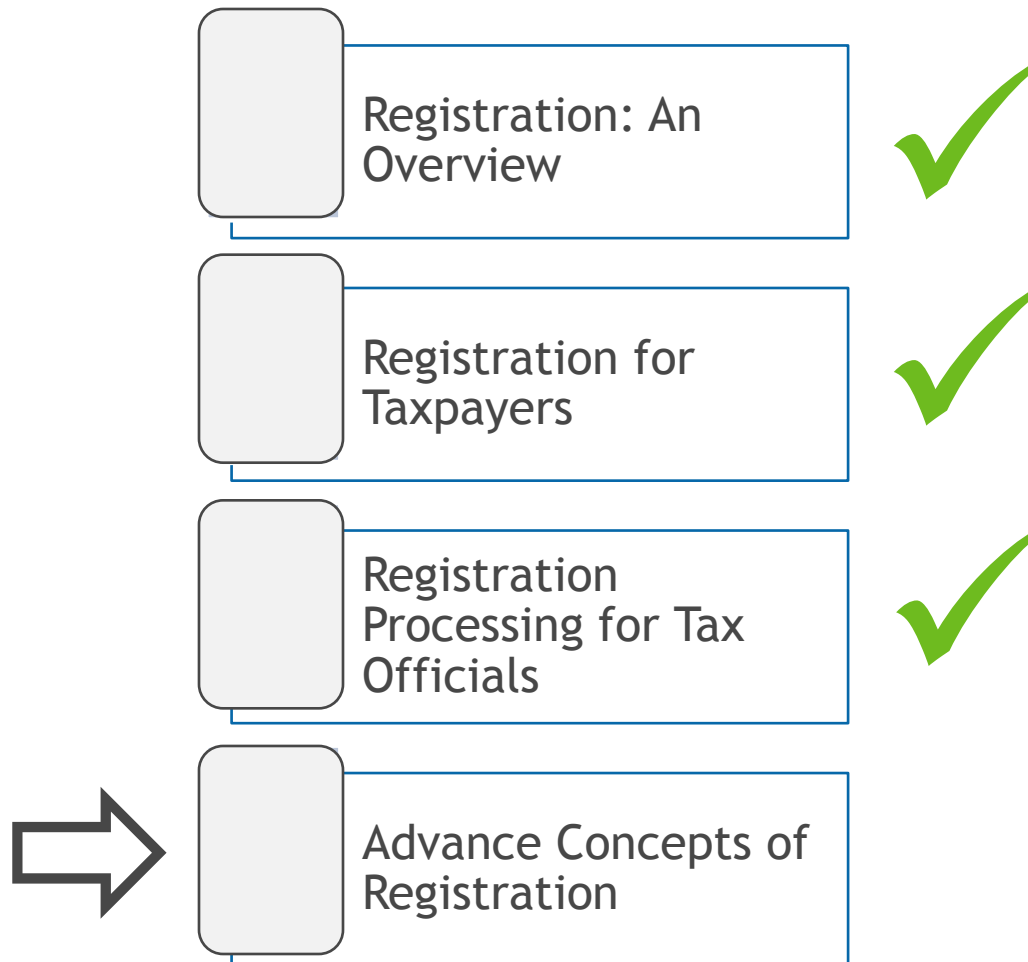 Registration: An
Overview
Registration for
Taxpayers
Registration
Processing for Tax
Officials
Advance Concepts of
Registration